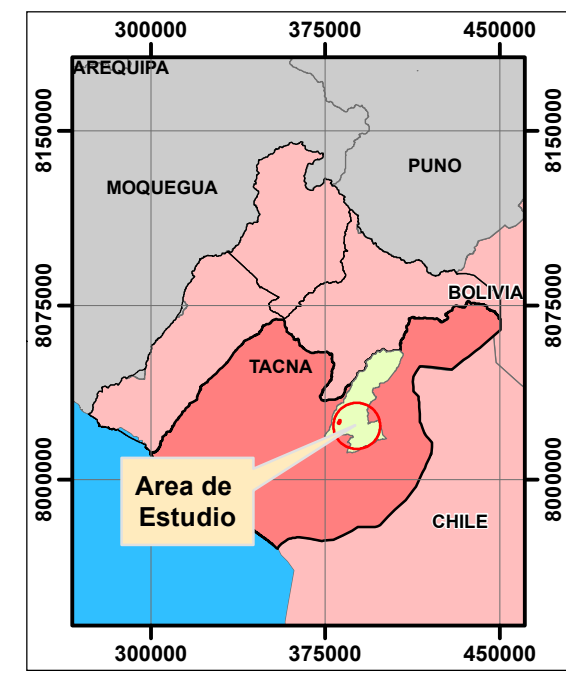 300000 375000 450000
AREQUIPA
8150000 8150000
PUNO
MOQUEGUA
BOLIVIA
8075000 8075000
TACNA
Area de
Estudio
8000000 8000000
CHILE
300000 375000 450000